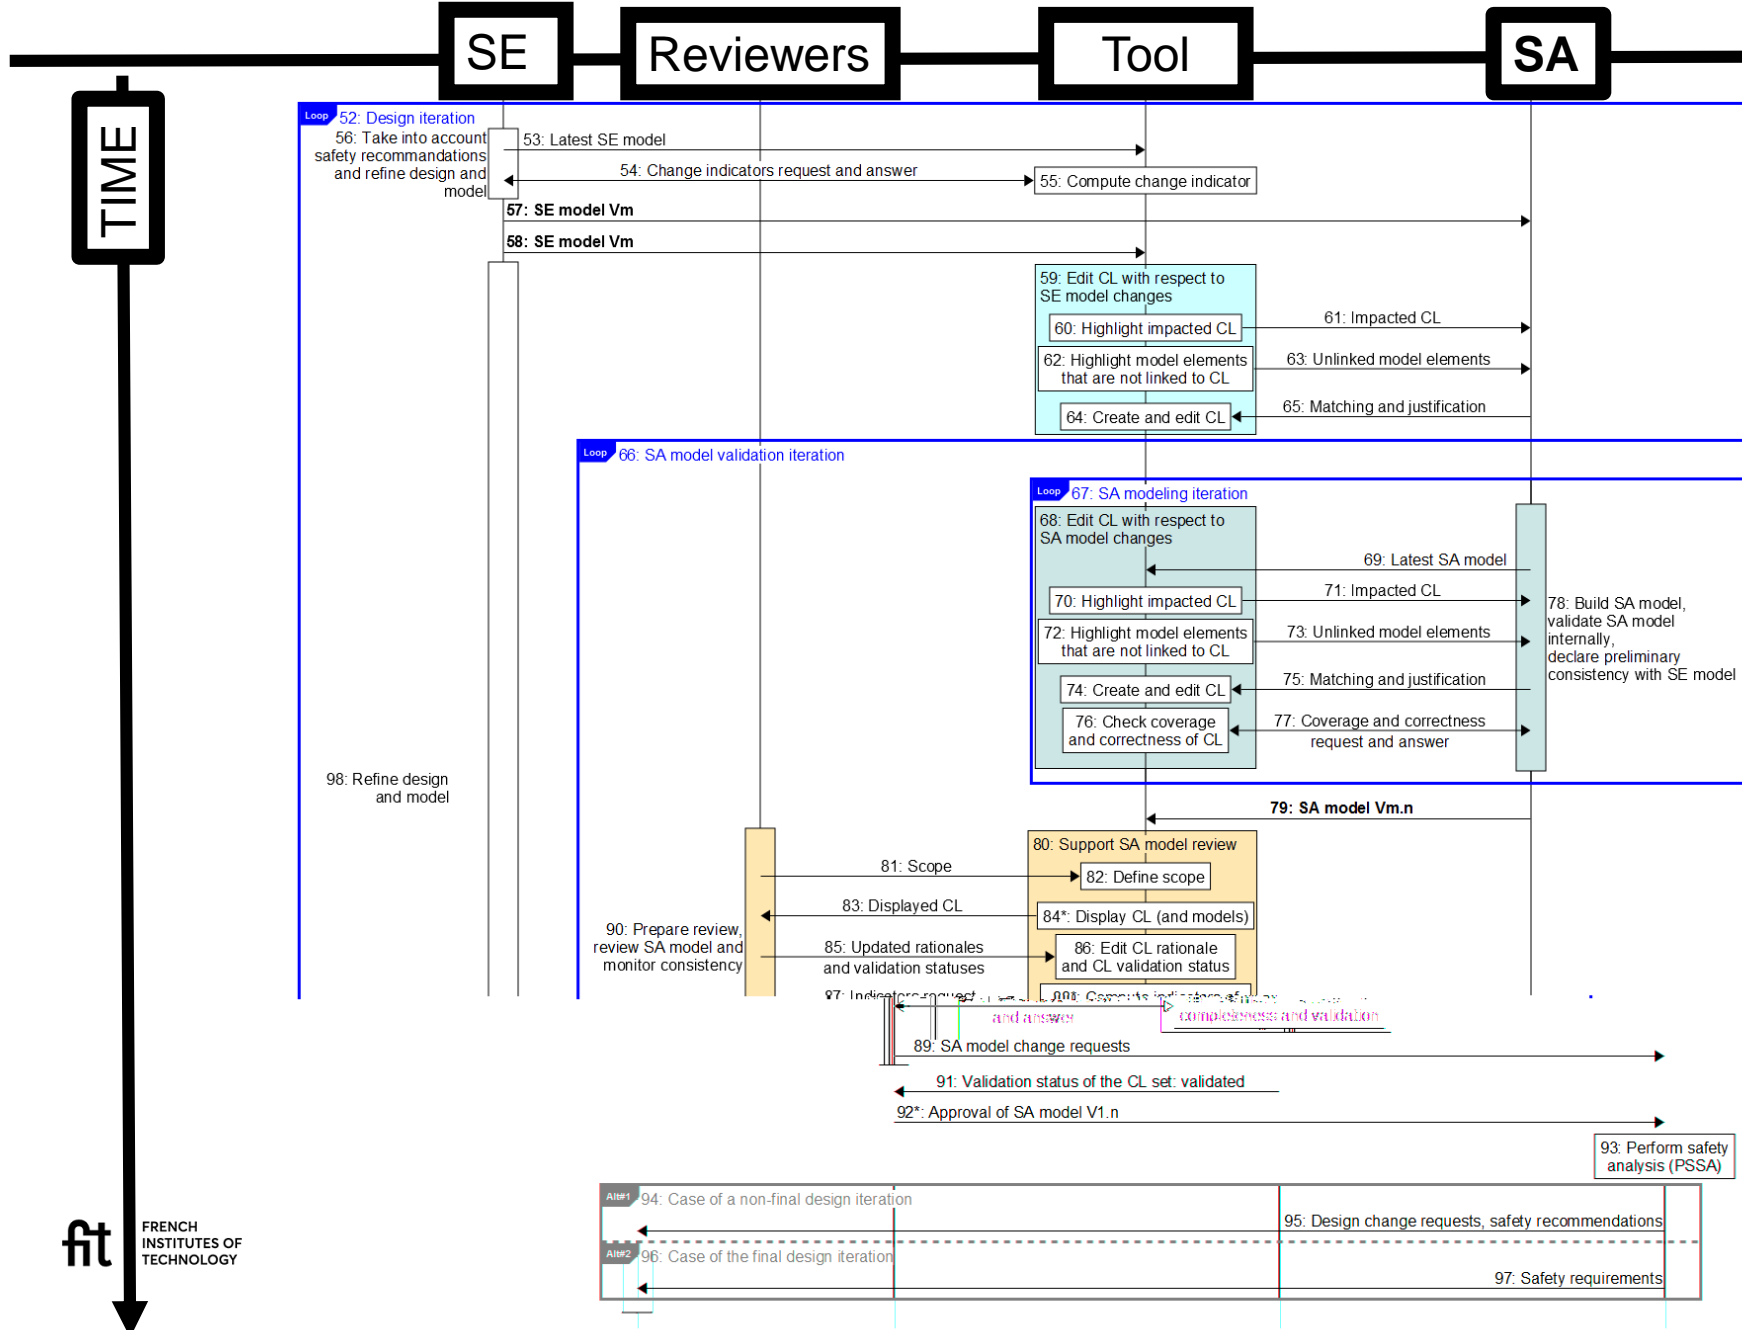 SE
Reviewers
Tool
SA
TIME
Loop
52: Design iteration
56: Take into account
safety recommandations
and refine design and
model
53: Latest SE model
54: Change indicators request and answer
55: Compute change indicator
57: SE model Vm
58: SE model Vm
59: Edit CL with respect to
SE model changes
60: Highlight impacted CL
61: Impacted CL
62: Highlight model elements
that are not linked to CL
63: Unlinked model elements
64: Create and edit CL
65: Matching and justification
Loop
66: SA model validation iteration
Loop
67: SA modeling iteration
68: Edit CL with respect to
SA model changes
69: Latest SA model
70: Highlight impacted CL
71: Impacted CL
72: Highlight model elements
that are not linked to CL
73: Unlinked model elements
74: Create and edit CL
75: Matching and justification
76: Check coverage
and correctness of CL
77: Coverage and correctness
request and answer
78: Build SA model,
validate SA model
internally,
declare preliminary
consistency with SE model
98: Refine design
and model
79: SA model Vm.n
80: Support SA model review
81: Scope
82: Define scope
83: Displayed CL
84*: Display CL (and models)
90: Prepare review,
review SA model and
monitor consistency
85: Updated rationales
and validation statuses
86: Edit CL rationale
and CL validation status
87: Indicators request
and answer
completeness and validation
89: SA model change requests
91: Validation status of the CL set: validated
92*: Approval of SA model V1.n
93: Perform safety
analysis (PSSA)
Alt#1
94: Case of a non-final design iteration
95: Design change requests, safety recommendations
Alt#2
96: Case of the final design iteration
97: Safety requirements
fit
FRENCH
INSTITUTES OF
TECHNOLOGY